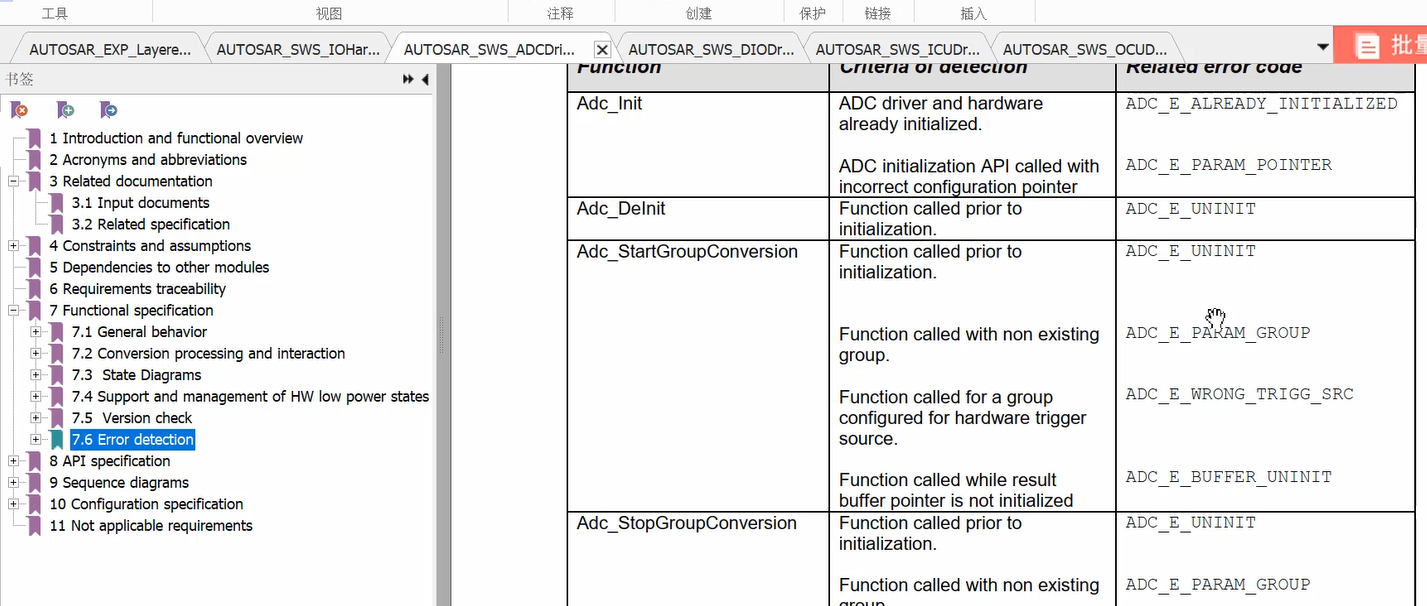 工具 视图 注释 创建 保护 链接 插入
AUTOSAR_EXP_Layere... AUTOSAR_SWS_IOHar... AUTOSAR_SWS_ADCDri... AUTOSAR_SWS_DIODr... AUTOSAR_SWS_ICUDr... AUTOSAR_SWS_OCUD... 批量
书签
1 Introduction and functional overview
2 Acronyms and abbreviations
3 Related documentation
3.1 Input documents
3.2 Related specification
4 Constraints and assumptions
5 Dependencies to other modules
6 Requirements traceability
7 Functional specification
7.1 General behavior
7.2 Conversion processing and interaction
7.3 State Diagrams
7.4 Support and management of HW low power states
7.5 Version check
7.6 Error detection
8 API specification
9 Sequence diagrams
10 Configuration specification
11 Not applicable requirements
Function Criteria of detection Related error code
Adc_Init ADC driver and hardware ADC_E_ALREADY_INITIALIZED
already initialized.
ADC initialization API called with ADC_E_PARAM_POINTER
incorrect configuration pointer
Adc_DeInit Function called prior to ADC_E_UNINIT
initialization.
Adc_StartGroupConversion Function called prior to ADC_E_UNINIT
initialization.
Function called with non existing ADC_E_PARAM_GROUP
group.
Function called for a group ADC_E_WRONG_TRIGG_SRC
configured for hardware trigger
source.
Function called while result ADC_E_BUFFER_UNINIT
buffer pointer is not initialized
Adc_StopGroupConversion Function called prior to ADC_E_UNINIT
initialization.
Function called with non existing ADC_E_PARAM_GROUP
group.